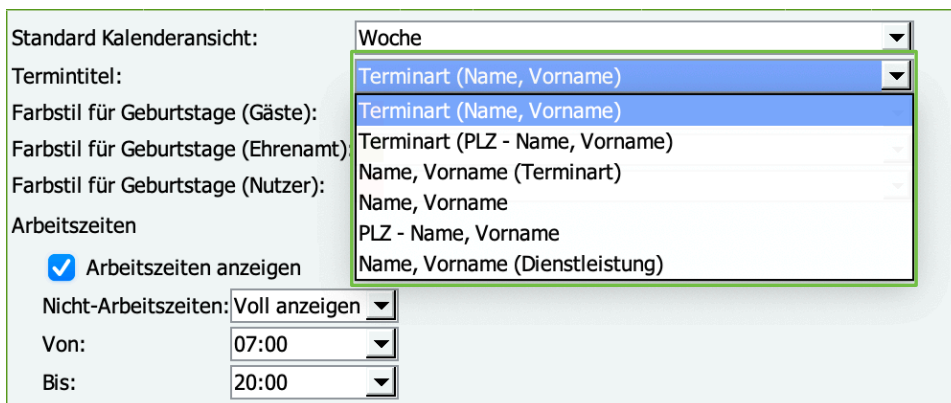 Standard Kalenderansicht: Woche
Termintitel: Terminart (Name, Vorname)
Farbstil für Geburtstage (Gäste): Terminart (Name, Vorname)
Terminart (PLZ - Name, Vorname)
Farbstil für Geburtstage (Ehrenamt):
Name, Vorname (Terminart)
Farbstil für Geburtstage (Nutzer):
Name, Vorname
Arbeitszeiten
PLZ - Name, Vorname
Arbeitszeiten anzeigen
Name, Vorname (Dienstleistung)
Nicht-Arbeitszeiten: Voll anzeigen
Von: 07:00
Bis: 20:00